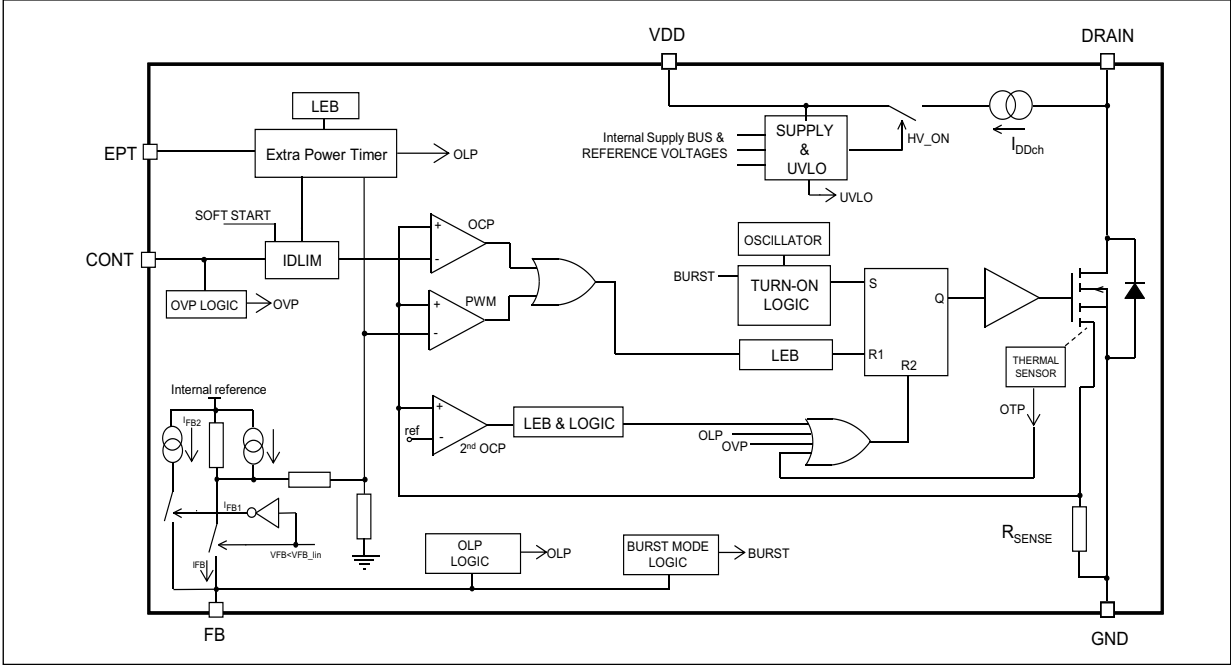 VDD
DRAIN
LEB
EPT
Extra Power Timer
OLP
Internal Supply BUS &
REFERENCE VOLTAGES
SUPPLY
&
UVLO
HV_ON
IDDch
UVLO
SOFT START
CONT
IDLIM
OVP LOGIC
OVP
+
-
OCP
+
-
PWM
OSCILLATOR
BURST
TURN-ON
LOGIC
S
Q
R1
R2
LEB
THERMAL
SENSOR
OTP
Internal reference
IFB2
+
-
ref
2nd OCP
LEB & LOGIC
OLP
OVP
IFB1
VFB<VFB_lin
IFB
OLP
LOGIC
OLP
BURST MODE
LOGIC
BURST
RSENSE
FB
GND